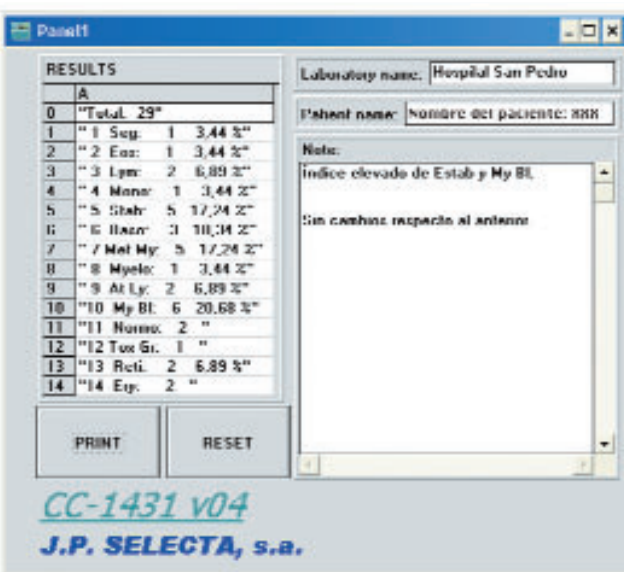 Panel1
RESULTS
A
0 "Total: 29"
1 " 1 Seg: 1 3,44 %"
2 " 2 Eos: 1 3,44 %"
3 " 3 Lym: 2 6,89 %"
4 " 4 Mono: 1 3,44 %"
5 " 5 Stab: 5 17,24 %"
6 " 6 Baso: 3 10,34 %"
7 " 7 Met My: 5 17,24 %"
8 " 8 Myelo: 1 3,44 %"
9 " 9 At Ly: 2 6,89 %"
10 "10 My Bl: 6 20,68 %"
11 "11 Normo: 2 "
12 "12 Tox Gr. 1 "
13 "13 Reti. 2 6.89 %"
14 "14 Ery: 2 "
PRINT RESET
Laboratory name: Hospital San Pedro
Patient name: Nombre del paciente: XXX
Note:
Índice elevado de Estab y My Bl.
Sin cambios respecto al anterior
CC-1431 v04
J.P. SELECTA, s.a.